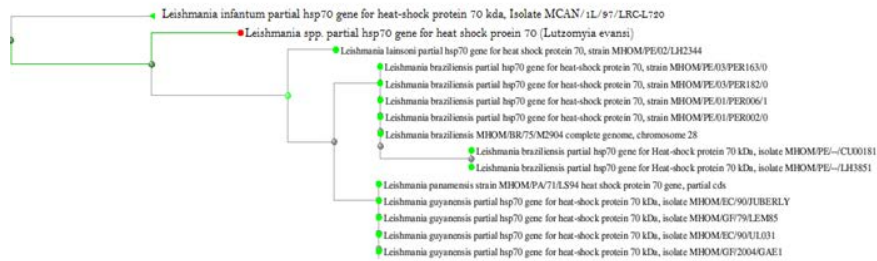 Leishmania infantum partial hsp70 gene for heat-shock protein 70 kda, Isolate MCAN/1L/97/LRC-L720
Leishmania spp. partial hsp70 gene for heat shock proein 70 (Lutzomyia evansi)
Leishmania lainsoni partial hsp70 gene for heat shock protein 70, strain MHOM/PE/02/LH2344
Leishmania braziliensis partial hsp70 gene for heat-shock protein 70, strain MHOM/PE/03/PER163/0
Leishmania braziliensis partial hsp70 gene for heat-shock protein 70, strain MHOM/PE/03/PER182/0
Leishmania braziliensis partial hsp70 gene for heat-shock protein 70, strain MHOM/PE/01/PER006/1
Leishmania braziliensis partial hsp70 gene for heat-shock protein 70, strain MHOM/PE/01/PER002/0
Leishmania braziliensis MHOM/BR/75/M2904 complete genome, chromosome 28
Leishmania braziliensis partial hsp70 gene for Heat-shock protein 70 kDa, isolate MHOM/PE/--/CU00181
Leishmania braziliensis partial hsp70 gene for Heat-shock protein 70 kDa, isolate MHOM/PE/--/LH3851
Leishmania panamensis strain MHOM/PA/71/LS94 heat shock protein 70 gene, partial cds
Leishmania guyanensis partial hsp70 gene for heat-shock protein 70 kDa, isolate MHOM/EC/90/JUBERLY
Leishmania guyanensis partial hsp70 gene for heat-shock protein 70 kDa, isolate MHOM/GF/79/LEM85
Leishmania guyanensis partial hsp70 gene for heat-shock protein 70 kDa, isolate MHOM/EC/90/UL031
Leishmania guyanensis partial hsp70 gene for heat-shock protein 70 kDa, isolate MHOM/GF/2004/GAE1